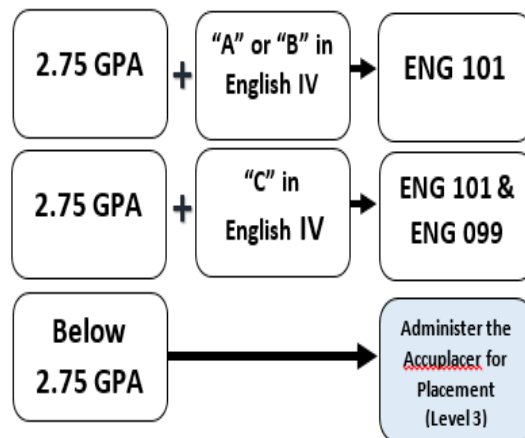 2.75 GPA
+
“A” or “B” in
English IV
ENG 101
2.75 GPA
+
“C” in
English IV
ENG 101 &
ENG 099
Below
2.75 GPA
Administer the
Accuplacer for
Placement
(Level 3)